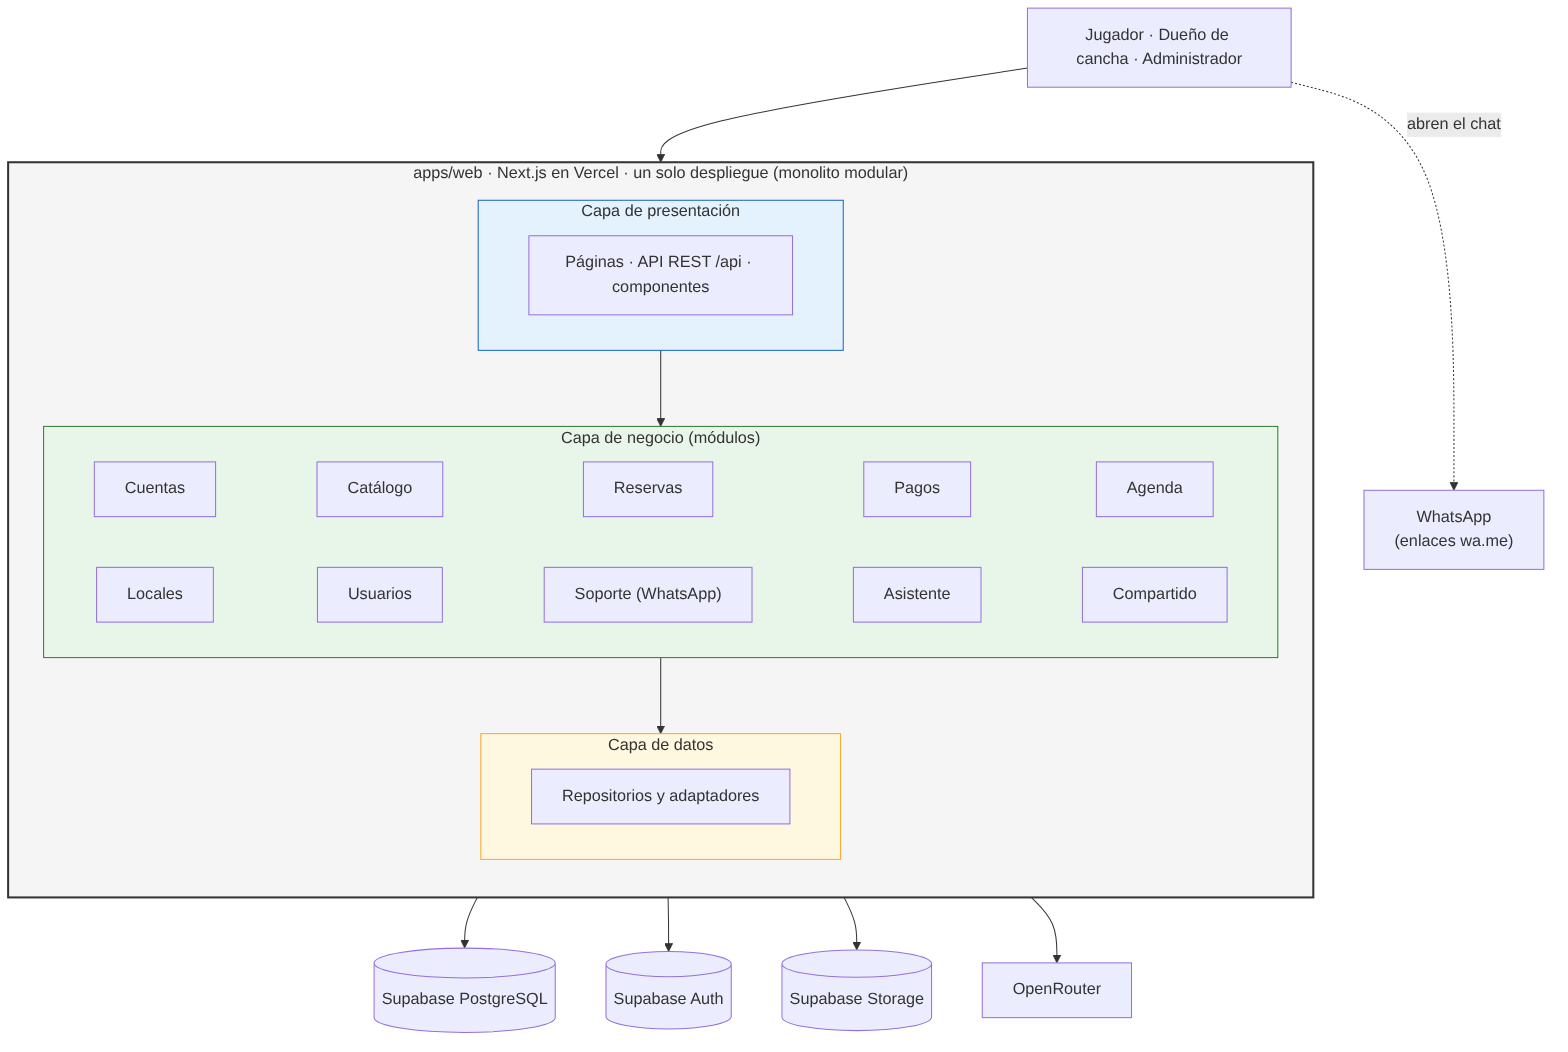 Jugador · Dueño de
cancha · Administrador
abren el chat
apps/web · Next.js en Vercel · un solo despliegue (monolito modular)
Capa de presentación
Páginas · API REST /api ·
componentes
Capa de negocio (módulos)
Cuentas
Catálogo
Reservas
Pagos
Agenda
WhatsApp
(enlaces wa.me)
Locales
Usuarios
Soporte (WhatsApp)
Asistente
Compartido
Capa de datos
Repositorios y adaptadores
Supabase PostgreSQL
Supabase Auth
Supabase Storage
OpenRouter